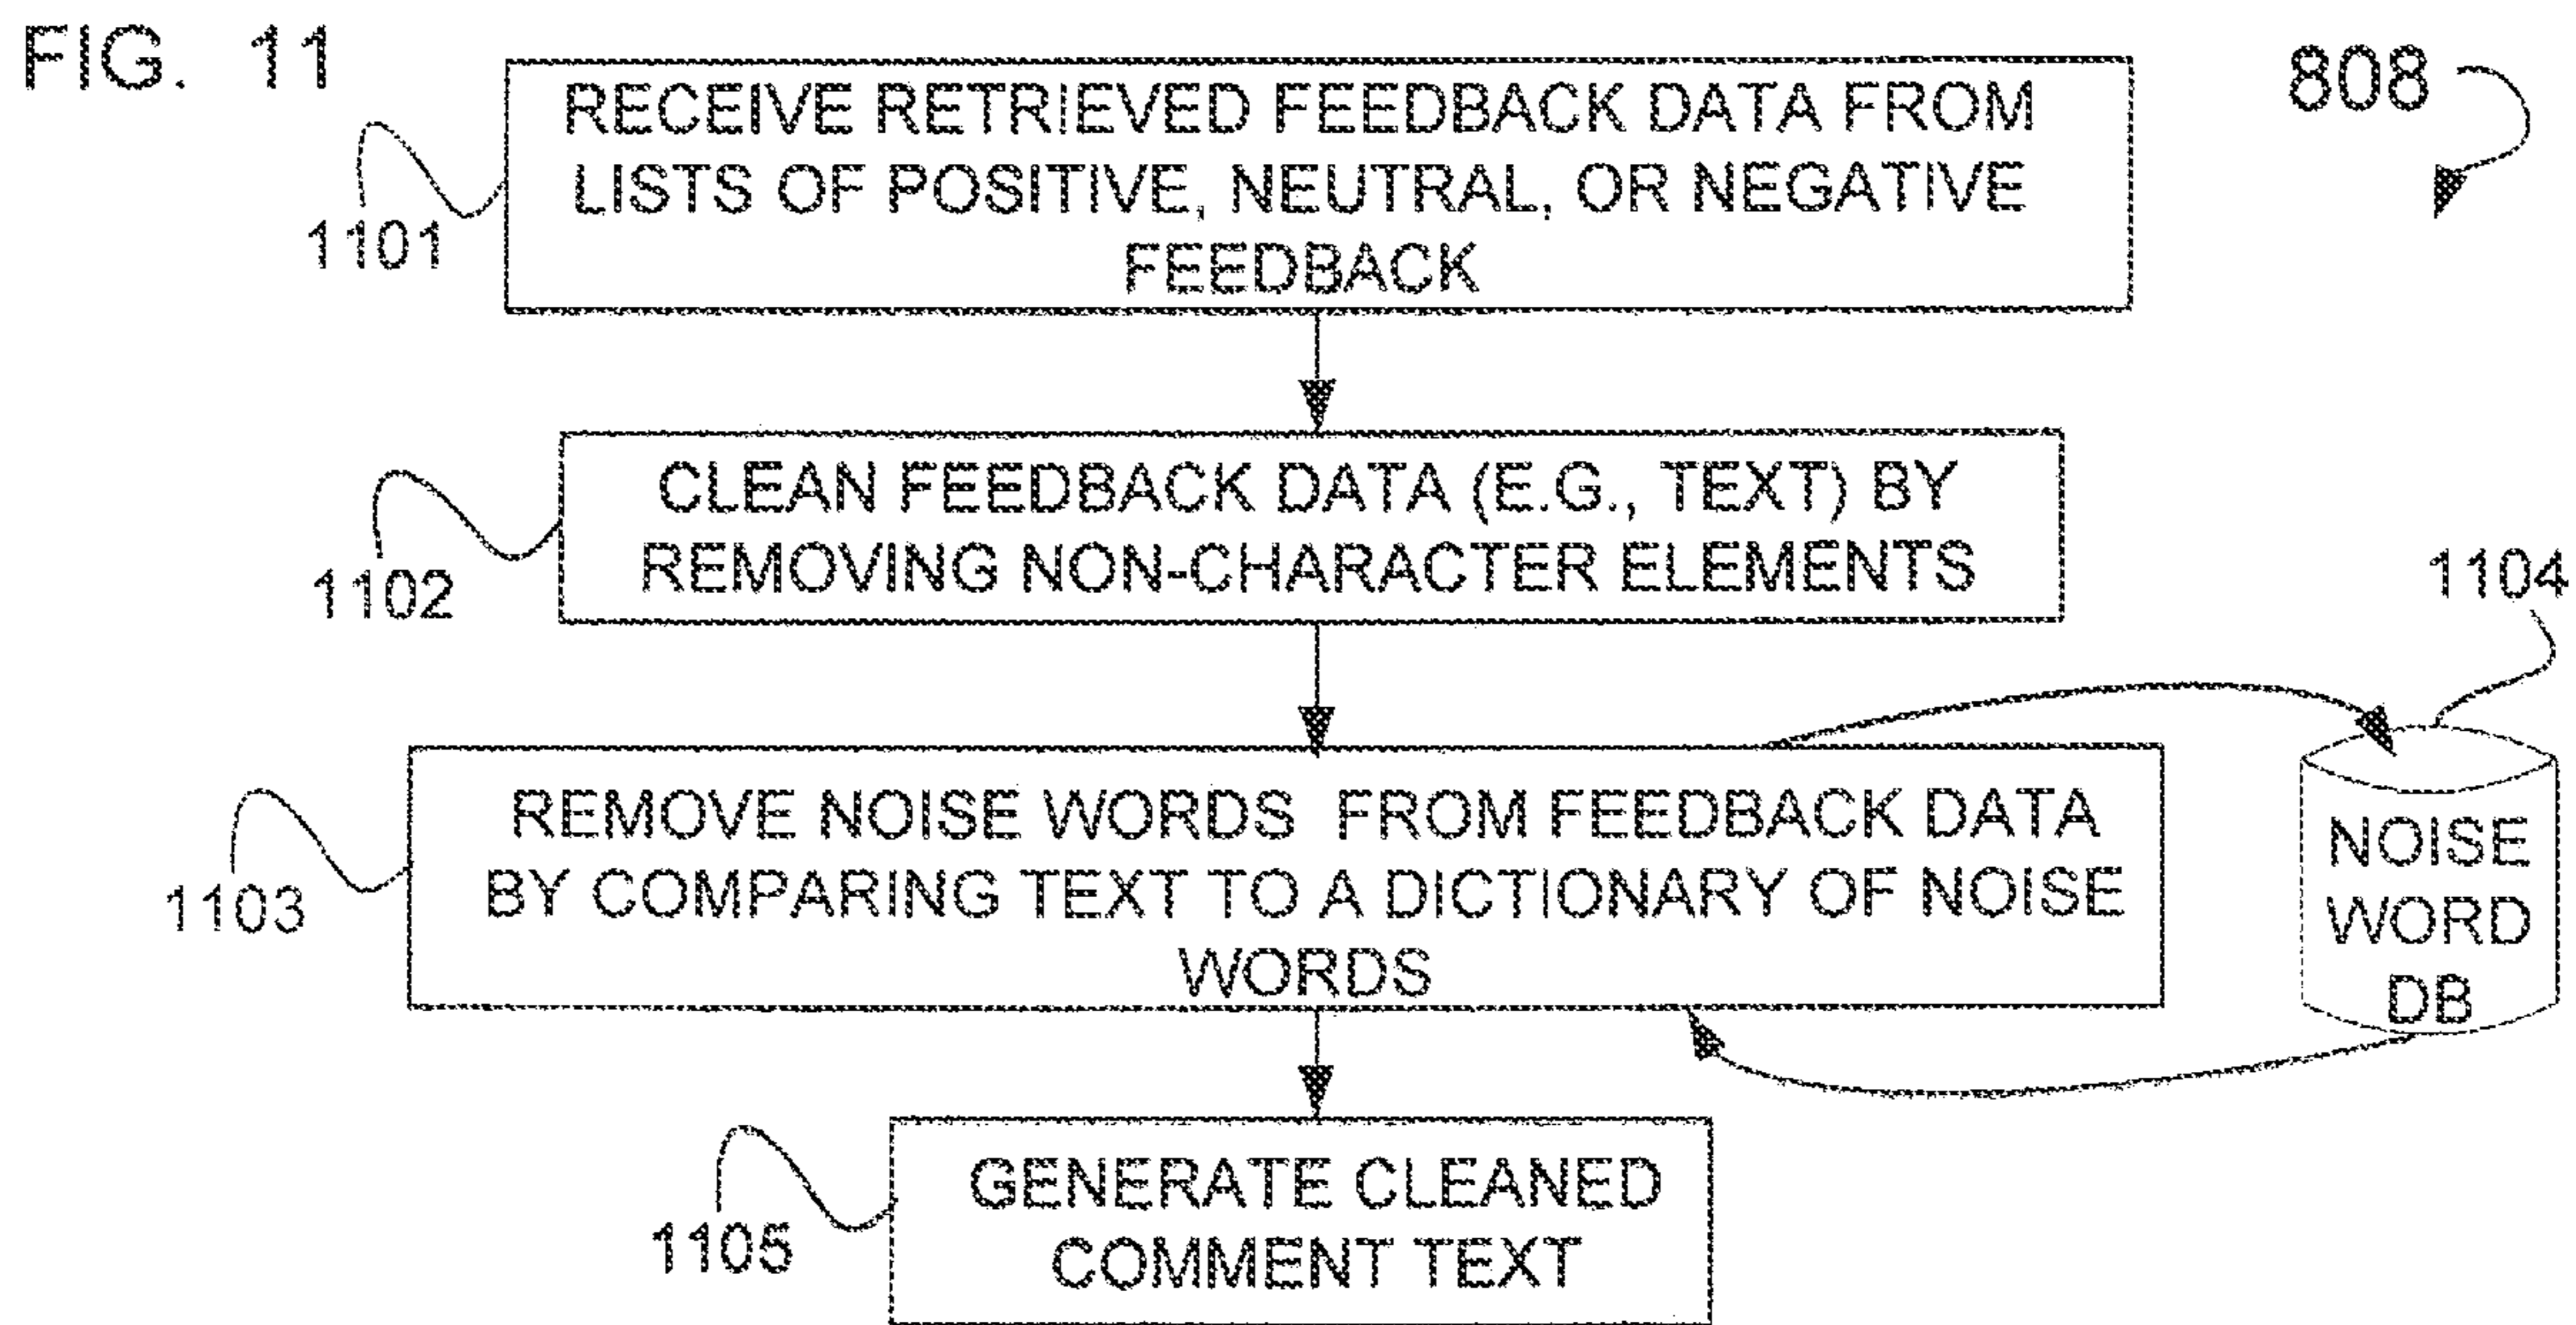 FIG. 11
808
RECEIVE RETRIEVED FEEDBACK DATA FROM
LISTS OF POSITIVE, NEUTRAL, OR NEGATIVE
FEEDBACK
1101
CLEAN FEEDBACK DATA (E.G., TEXT) BY
REMOVING NON-CHARACTER ELEMENTS
1102
1104
REMOVE NOISE WORDS FROM FEEDBACK DATA
BY COMPARING TEXT TO A DICTIONARY OF NOISE
WORDS
1103
NOISE
WORD
DB
GENERATE CLEANED
COMMENT TEXT
1105